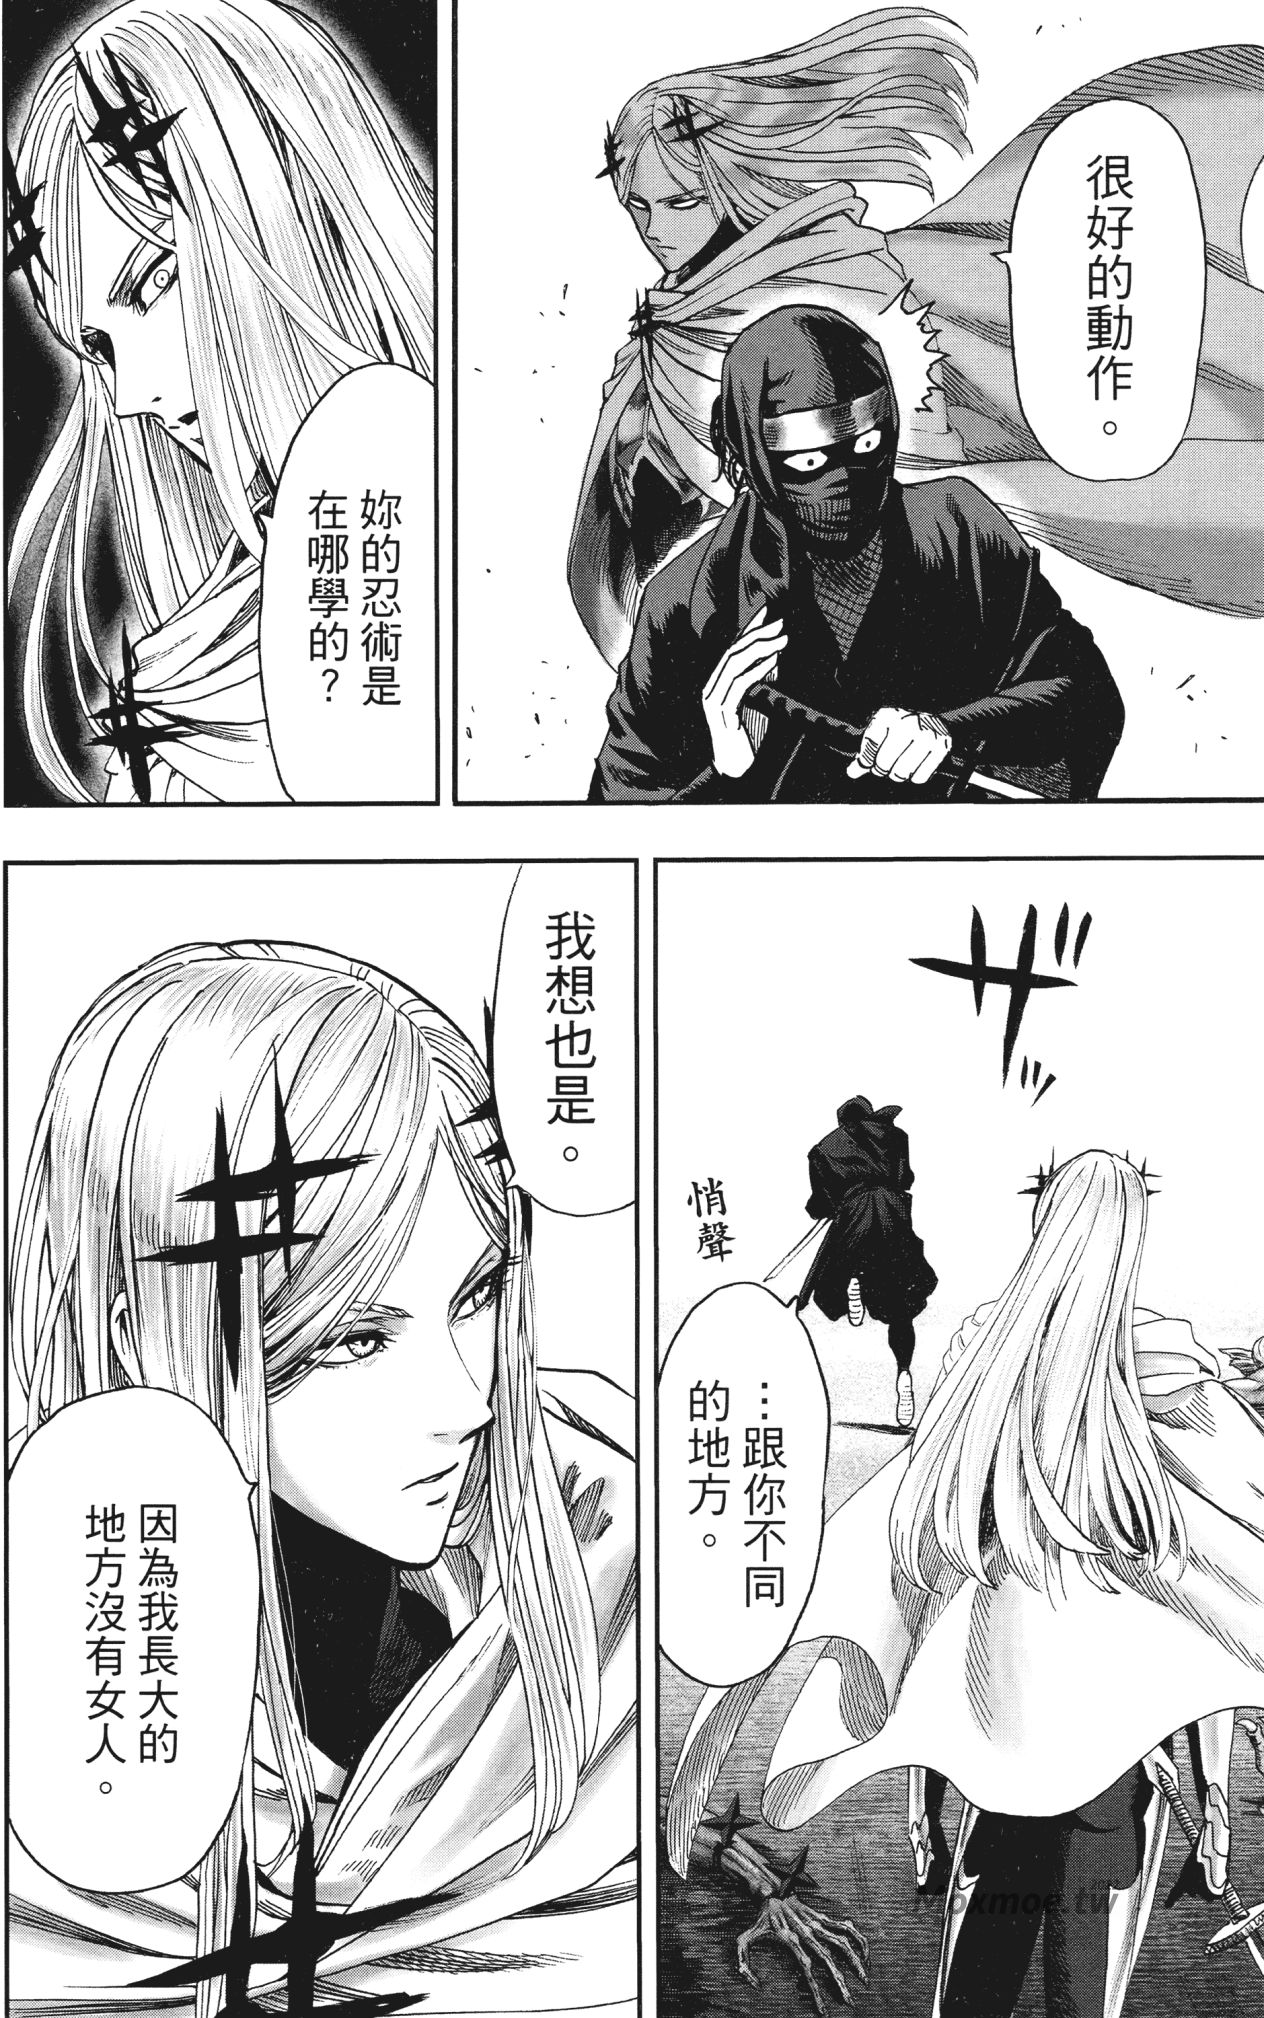 很好的動作。
妳的忍術是
在哪學的？
ザッ
悄聲
…跟你不同
的地方。
我想也是。
因為我長大的
地方沒有女人。
Moxmoe.tw